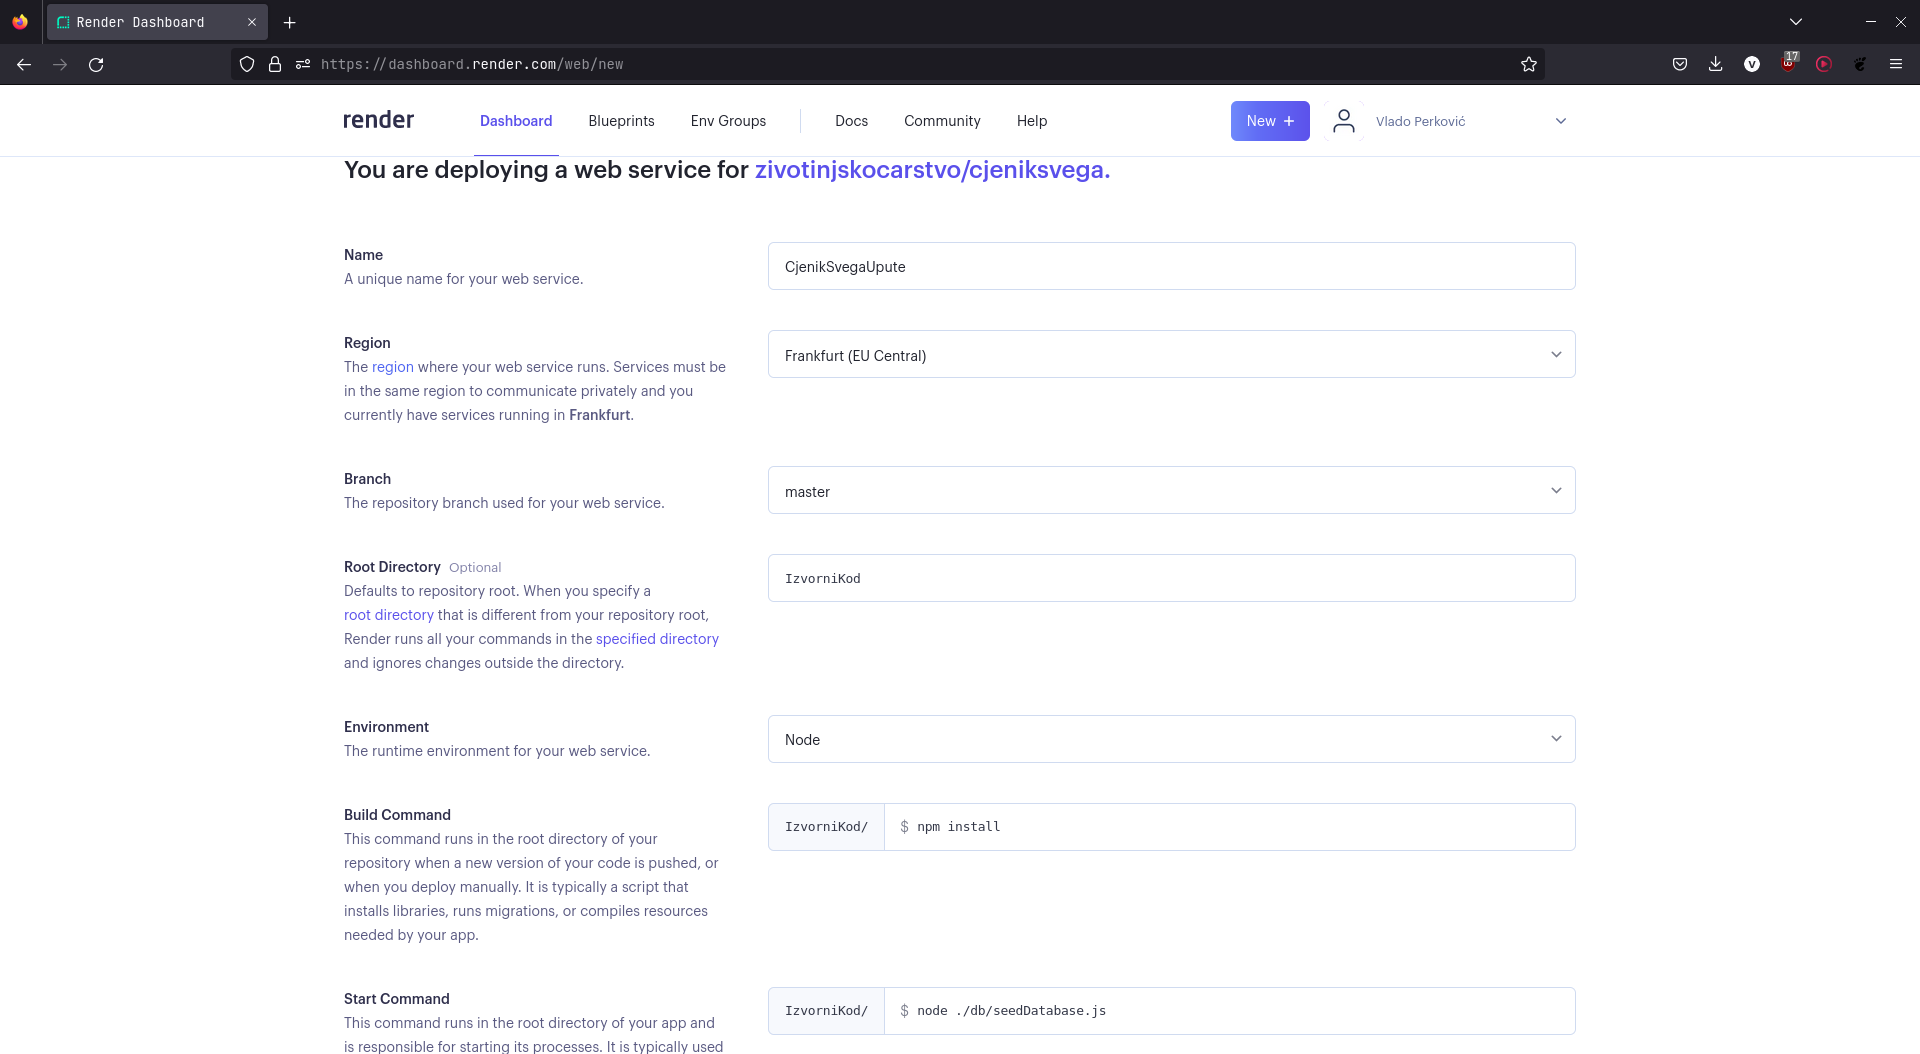 Render Dashboard
https://dashboard.render.com/web/new
17
render
Dashboard
Blueprints
Env Groups
Docs
Community
Help
New +
Vlado Perković
You are deploying a web service for zivotinjskocarstvo/cjeniksvega.
Name
A unique name for your web service.
CjenikSvegaUpute
Region
The region where your web service runs. Services must be
in the same region to communicate privately and you
currently have services running in Frankfurt.
Frankfurt (EU Central)
Branch
The repository branch used for your web service.
master
Root Directory Optional
Defaults to repository root. When you specify a
root directory that is different from your repository root,
Render runs all your commands in the specified directory
and ignores changes outside the directory.
IzvorniKod
Environment
The runtime environment for your web service.
Node
Build Command
This command runs in the root directory of your
repository when a new version of your code is pushed, or
when you deploy manually. It is typically a script that
installs libraries, runs migrations, or compiles resources
needed by your app.
IzvorniKod/ $ npm install
Start Command
This command runs in the root directory of your app and
is responsible for starting its processes. It is typically used
IzvorniKod/ $ node ./db/seedDatabase.js